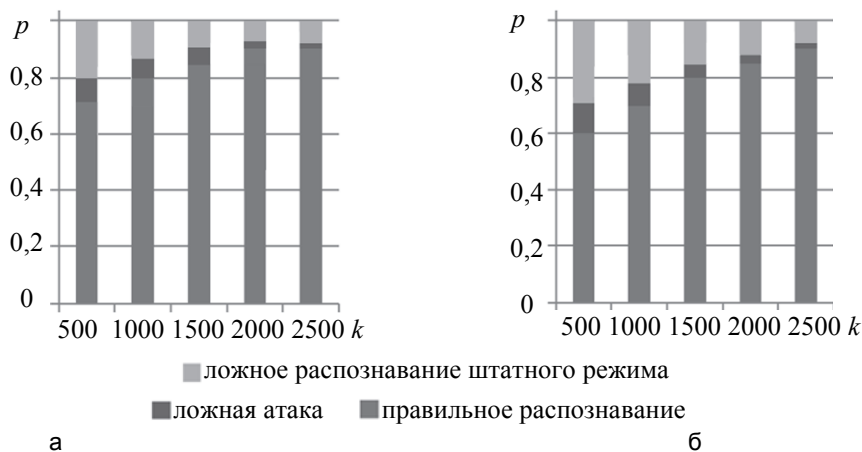 p
0,8
0,6
0,4
0,2
0
500 1000 1500 2000 2500 k
p
0,8
0,6
0,4
0,2
0
500 1000 1500 2000 2500 k
ложное распознавание штатного режима
ложная атака правильное распознавание
а б